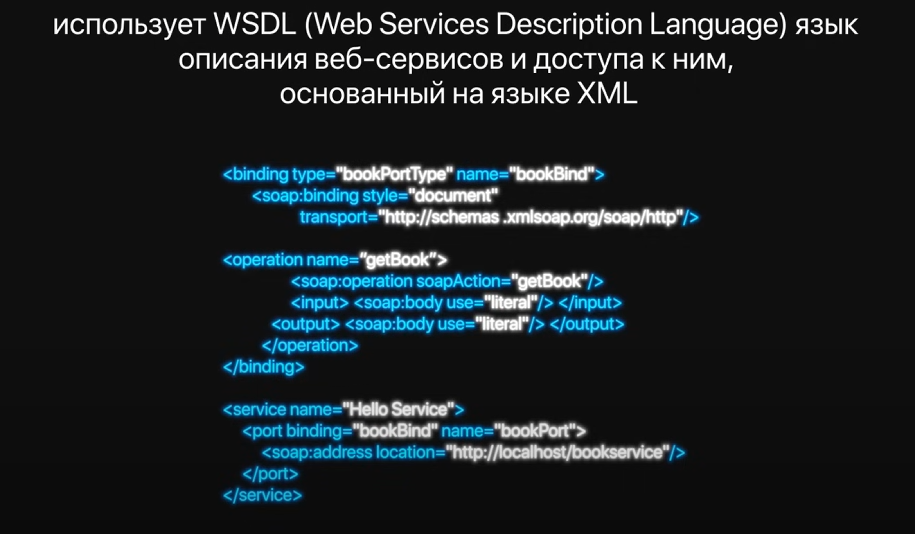 использует WSDL (Web Services Description Language) язык
описания веб-сервисов и доступа к ним,
основанный на языке XML
<binding type="bookPortType" name="bookBind">
<soap:binding style="document"
transport="http://schemas .xmlsoap.org/soap/http"/>
<operation name="getBook">
<soap:operation soapAction="getBook"/>
<input> <soap:body use="literal"/> </input>
<output> <soap:body use="literal"/> </output>
</operation>
</binding>
<service name="Hello Service">
<port binding="bookBind" name="bookPort">
<soap:address location="http://localhost/bookservice"/>
</port>
</service>